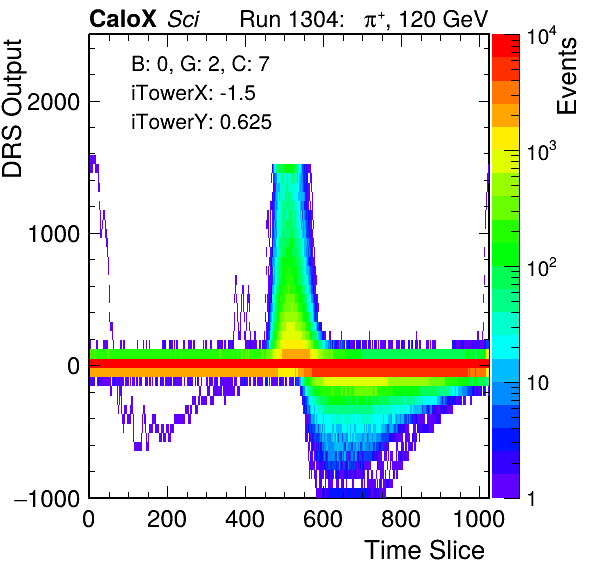 CaloX Sci Run 1304: π⁺, 120 GeV
B: 0, G: 2, C: 7
iTowerX: -1.5
iTowerY: 0.625
DRS Output
2000
1000
0
−1000
0 200 400 600 800 1000
Time Slice
Events
10⁴
10³
10²
10
1